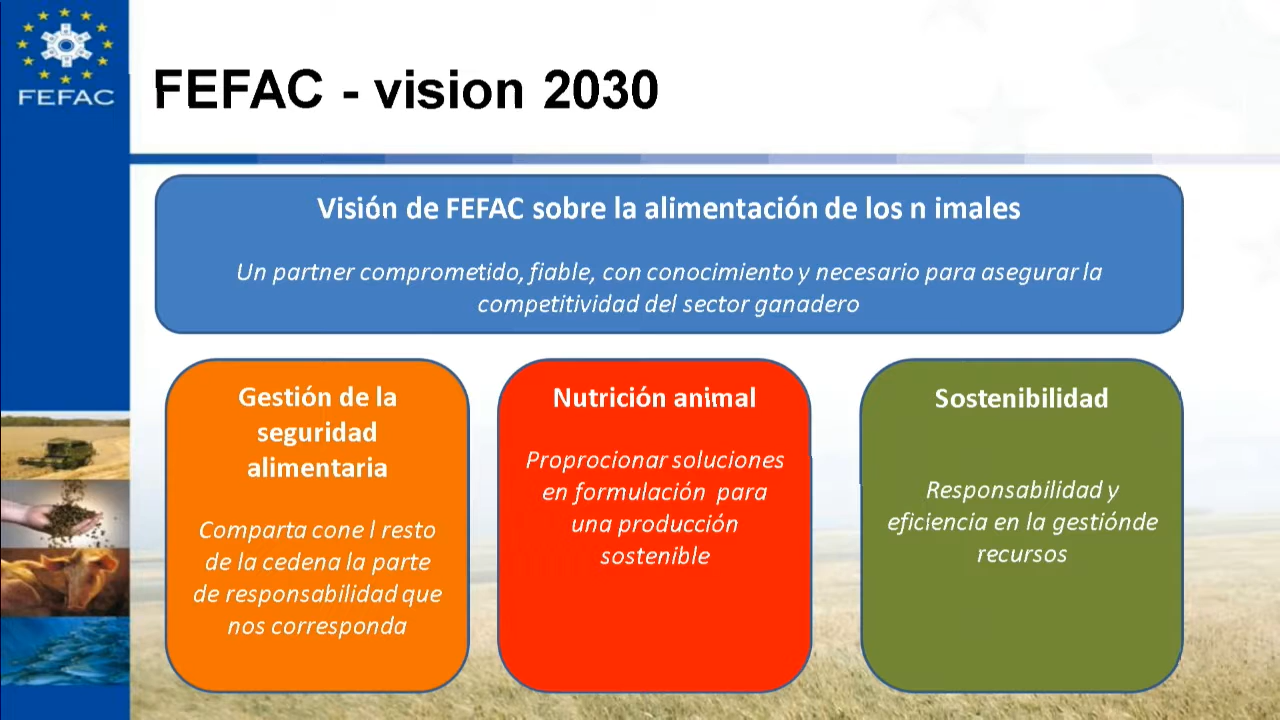 FEFAC
FEFAC - vision 2030
Visión de FEFAC sobre la alimentación de los n imales
Un partner comprometido, fiable, con conocimiento y necesario para asegurar la
competitividad del sector ganadero
Gestión de la
seguridad
alimentaria
Comparta cone l resto
de la cedena la parte
de responsabilidad que
nos corresponda
Nutrición animal
Proprocionar soluciones
en formulación para
una producción
sostenible
Sostenibilidad
Responsabilidad y
eficiencia en la gestiónde
recursos